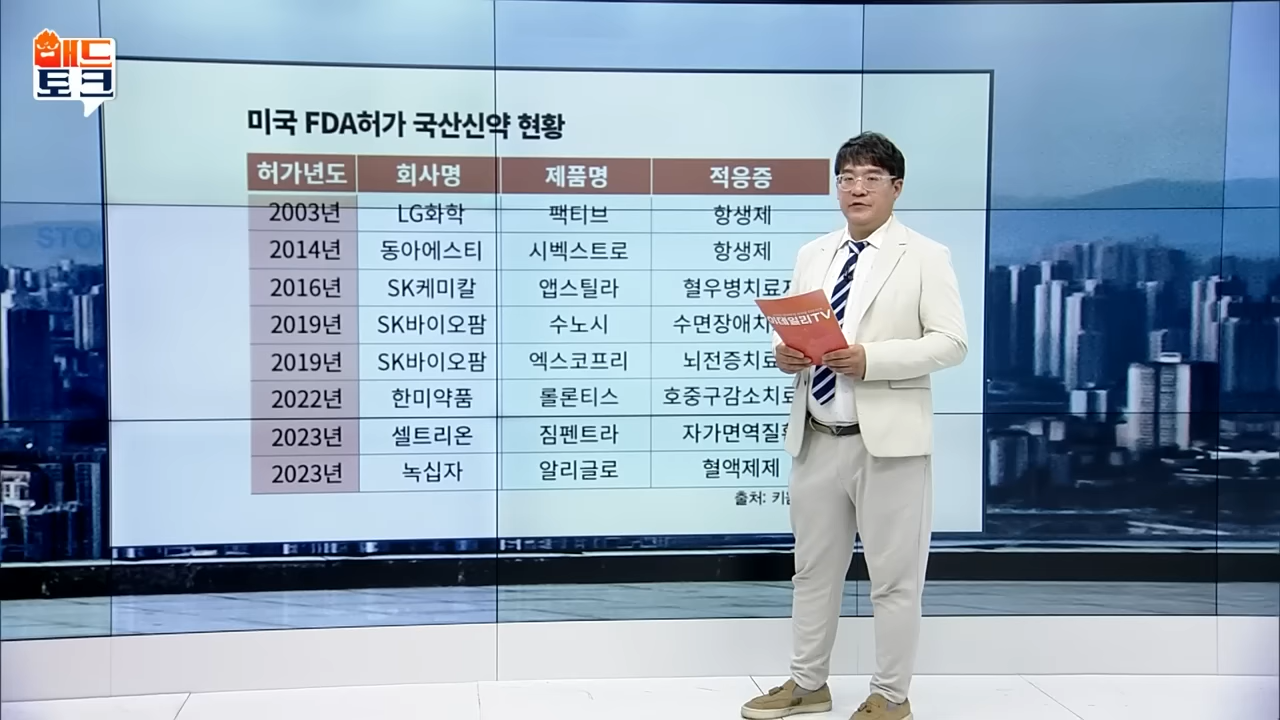 매드
토크
미국 FDA허가 국산신약 현황
허가년도 회사명 제품명 적응증
2003년 LG화학 팩티브 항생제
2014년 동아에스티 시벡스트로 항생제
2016년 SK케미칼 앱스틸라 혈우병치료
2019년 SK바이오팜 수노시 수면장애치
2019년 SK바이오팜 엑스코프리 뇌전증치료
2022년 한미약품 롤론티스 호중구감소치료
2023년 셀트리온 짐펜트라 자가면역질
2023년 녹십자 알리글로 혈액제제
출처: 키
이데일리TV
STO